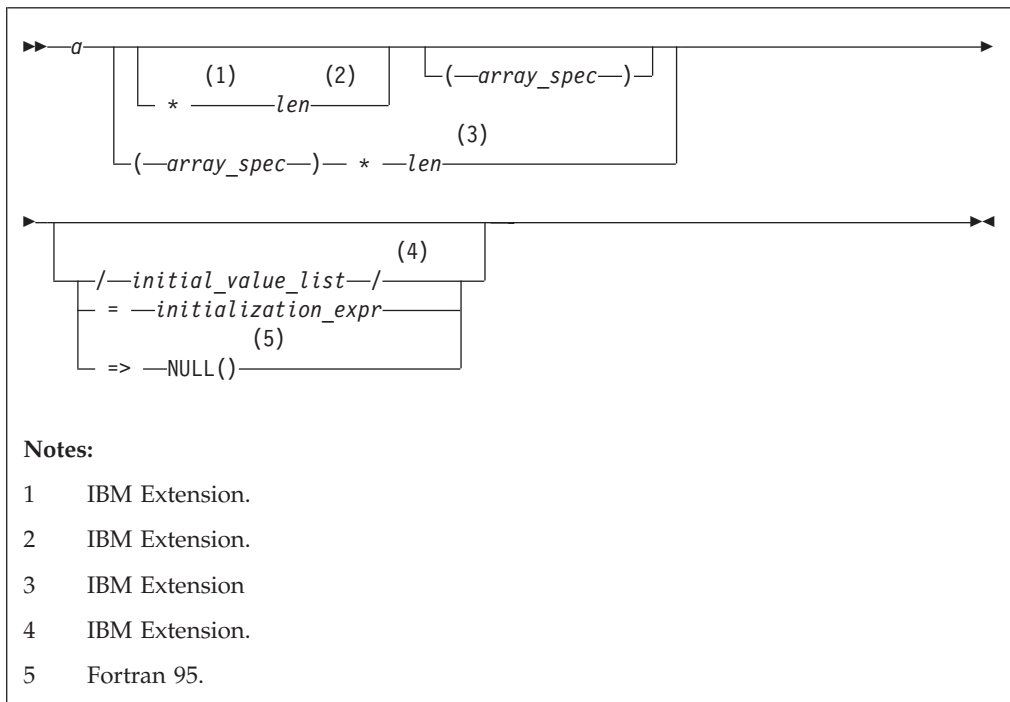 a
(1) (2) ( array_spec )
* len
(3)
( array_spec ) * len
(4)
/ initial_value_list /
= initialization_expr
(5)
=> NULL()
Notes:
1 IBM Extension.
2 IBM Extension.
3 IBM Extension
4 IBM Extension.
5 Fortran 95.